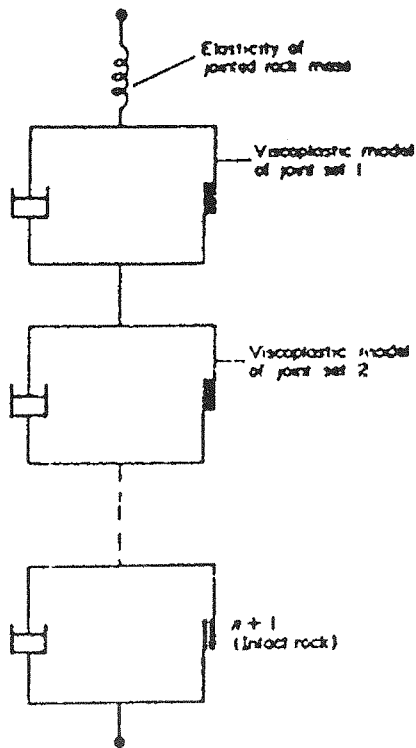 Elasticity of
jointed rock mass
Viscoplastic model
of joint set 1
Viscoplastic model
of joint set 2
n + 1
(Intact rock)